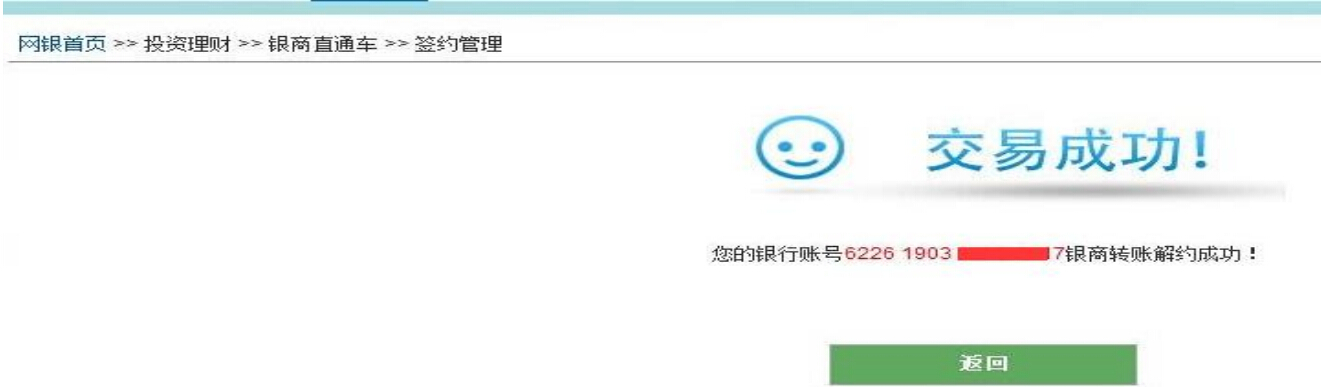 网银首页 >> 投资理财 >> 银商直通车 >> 签约管理
交易成功!
您的银行账号6226 1903 7银商转账解约成功！
返回